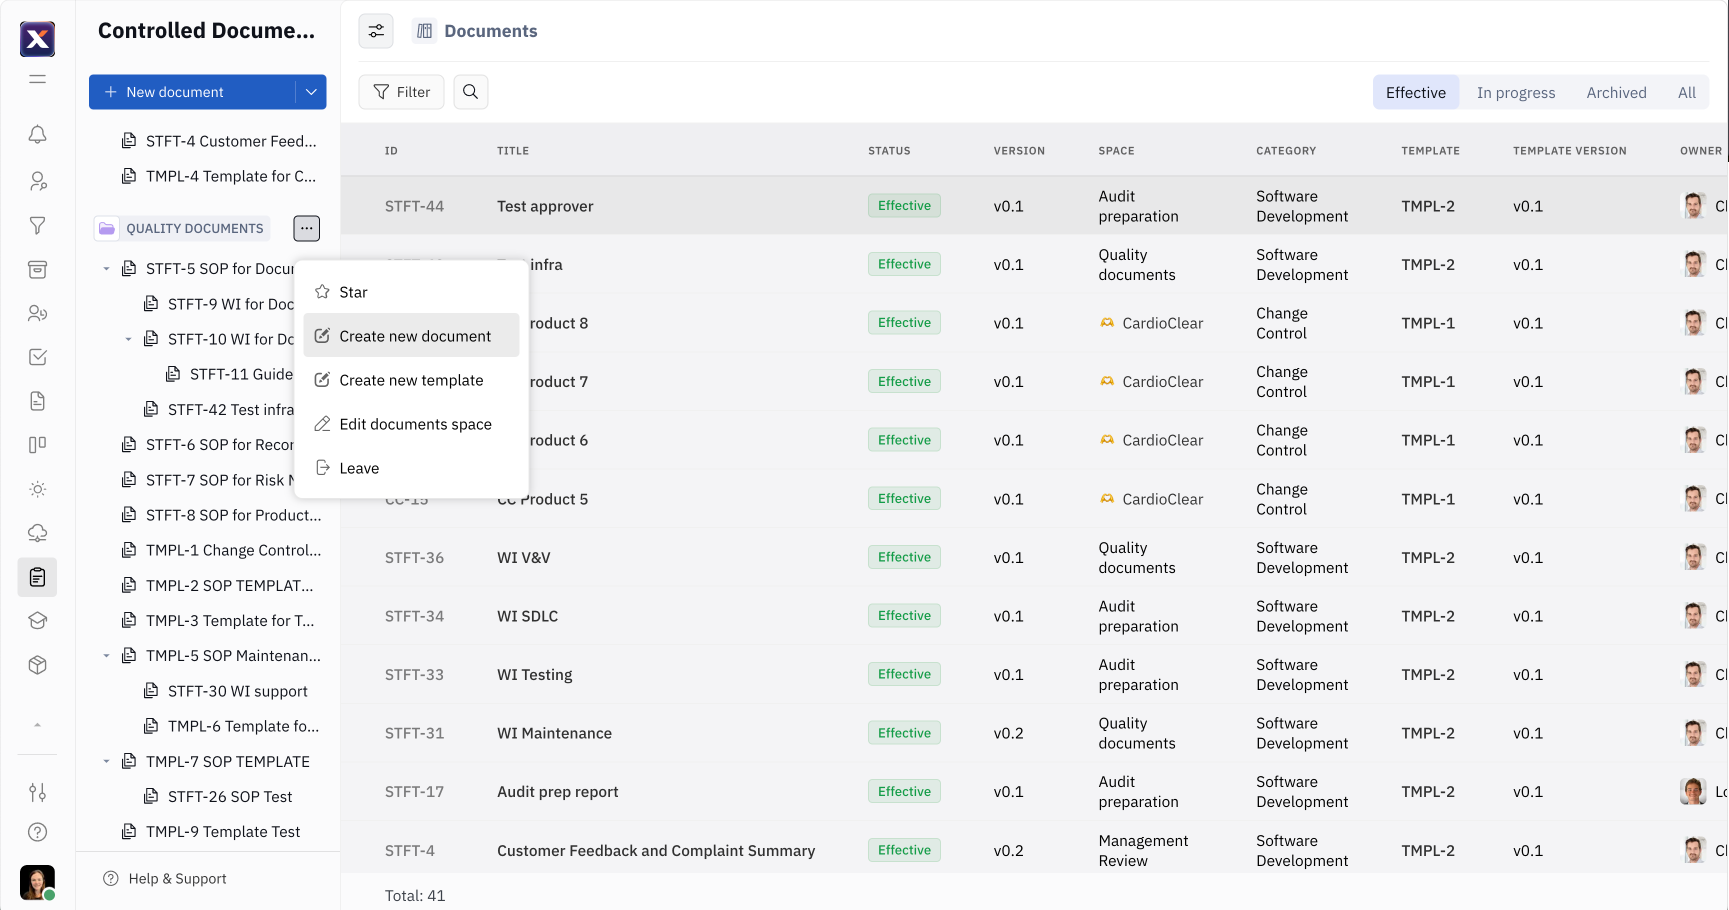 Controlled Docume...
New document
STFT-4 Customer Feed...
TMPL-4 Template for C...
QUALITY DOCUMENTS
STFT-5 SOP for Docu
STFT-9 WI for Doc
STFT-10 WI for Do
STFT-11 Guide
STFT-42 Test infra
STFT-6 SOP for Recor
STFT-7 SOP for Risk
STFT-8 SOP for Product...
TMPL-1 Change Control...
TMPL-2 SOP TEMPLAT...
TMPL-3 Template for T...
TMPL-5 SOP Maintenan...
STFT-30 WI support
TMPL-6 Template fo...
TMPL-7 SOP TEMPLATE
STFT-26 SOP Test
TMPL-9 Template Test
Help & Support
Star
Create new document
Create new template
Edit documents space
Leave
Documents
Filter
Effective In progress Archived All
ID TITLE STATUS VERSION SPACE CATEGORY TEMPLATE TEMPLATE VERSION OWNER
STFT-44 Test approver Effective v0.1 Audit preparation Software Development TMPL-2 v0.1
infra Effective v0.1 Quality documents Software Development TMPL-2 v0.1
roduct 8 Effective v0.1 CardioClear Change Control TMPL-1 v0.1
roduct 7 Effective v0.1 CardioClear Change Control TMPL-1 v0.1
roduct 6 Effective v0.1 CardioClear Change Control TMPL-1 v0.1
CC-15 CC Product 5 Effective v0.1 CardioClear Change Control TMPL-1 v0.1
STFT-36 WI V&V Effective v0.1 Quality documents Software Development TMPL-2 v0.1
STFT-34 WI SDLC Effective v0.1 Audit preparation Software Development TMPL-2 v0.1
STFT-33 WI Testing Effective v0.1 Audit preparation Software Development TMPL-2 v0.1
STFT-31 WI Maintenance Effective v0.2 Quality documents Software Development TMPL-2 v0.1
STFT-17 Audit prep report Effective v0.1 Audit preparation Software Development TMPL-2 v0.1
STFT-4 Customer Feedback and Complaint Summary Effective v0.2 Management Review Software Development TMPL-2 v0.1
Total: 41